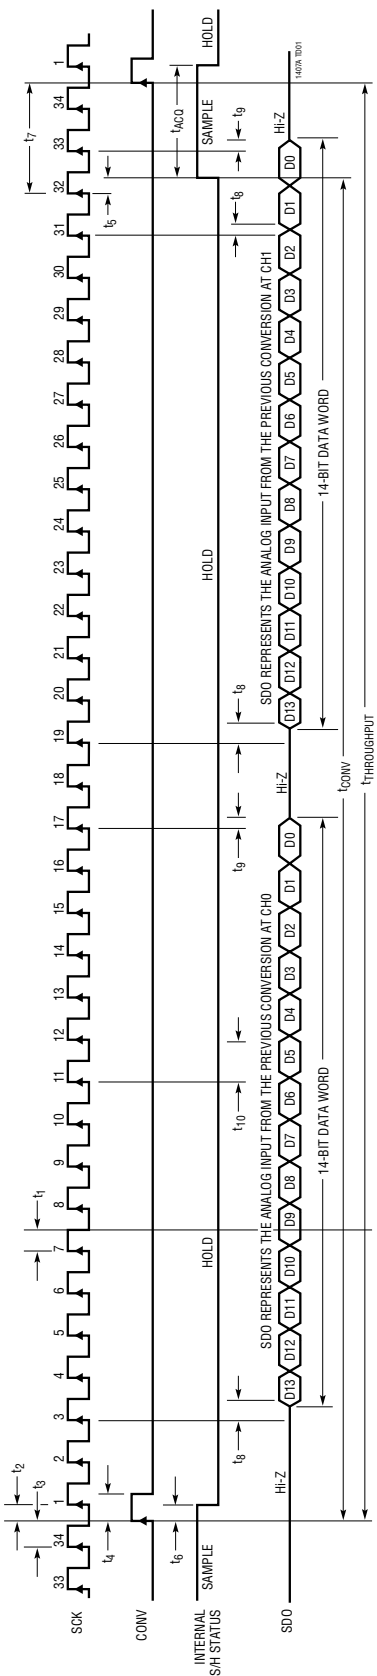 t2
t3
t1
t7
33 34 1 2 3 4 5 6 7 8 9 10 11 12 13 14 15 16 17 18 19 20 21 22 23 24 25 26 27 28 29 30 31 32 33 34 1
SCK
t4
t5
CONV
t6
tACQ
INTERNAL
S/H STATUS
SAMPLE HOLD HOLD SAMPLE HOLD
t8 t10 t9 t8 t8 t9
SDO REPRESENTS THE ANALOG INPUT FROM THE PREVIOUS CONVERSION AT CH0
SDO REPRESENTS THE ANALOG INPUT FROM THE PREVIOUS CONVERSION AT CH1
Hi-Z Hi-Z Hi-Z
SDO
D13 D12 D11 D10 D9 D8 D7 D6 D5 D4 D3 D2 D1 D0
D13 D12 D11 D10 D9 D8 D7 D6 D5 D4 D3 D2 D1 D0
1407A TD01
14-BIT DATA WORD
14-BIT DATA WORD
tCONV
tTHROUGHPUT